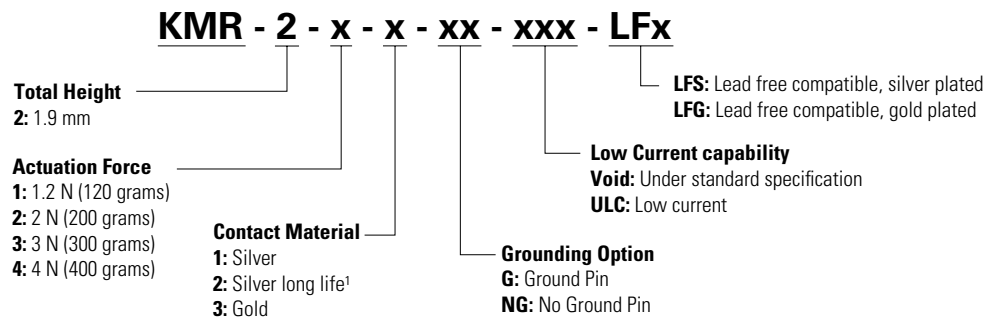 KMR - 2 - x - x - xx - xxx - LFx
Total Height
2: 1.9 mm
Actuation Force
1: 1.2 N (120 grams)
2: 2 N (200 grams)
3: 3 N (300 grams)
4: 4 N (400 grams)
Contact Material
1: Silver
2: Silver long life¹
3: Gold
Grounding Option
G: Ground Pin
NG: No Ground Pin
Low Current capability
Void: Under standard specification
ULC: Low current
LFS: Lead free compatible, silver plated
LFG: Lead free compatible, gold plated